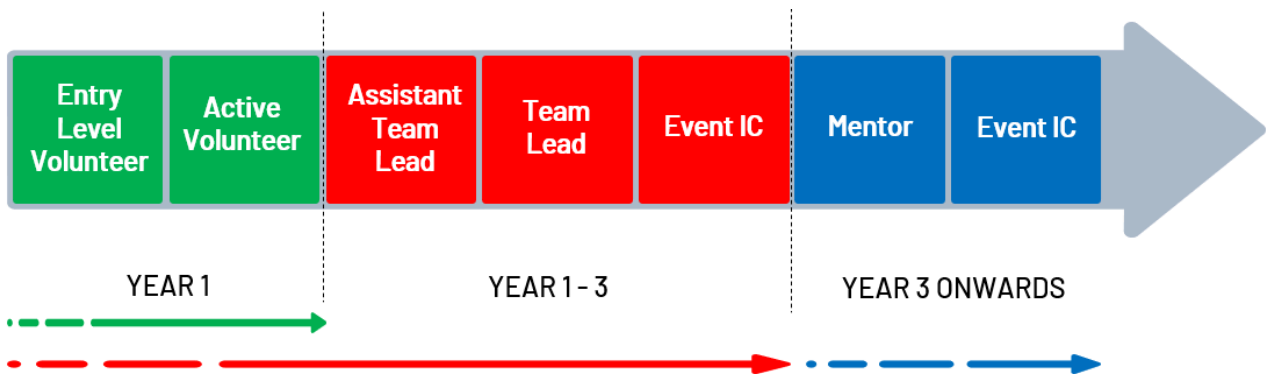 Entry
Level
Volunteer
Active
Volunteer
Assistant
Team
Lead
Team
Lead
Event IC
Mentor
Event IC
YEAR 1
YEAR 1 - 3
YEAR 3 ONWARDS